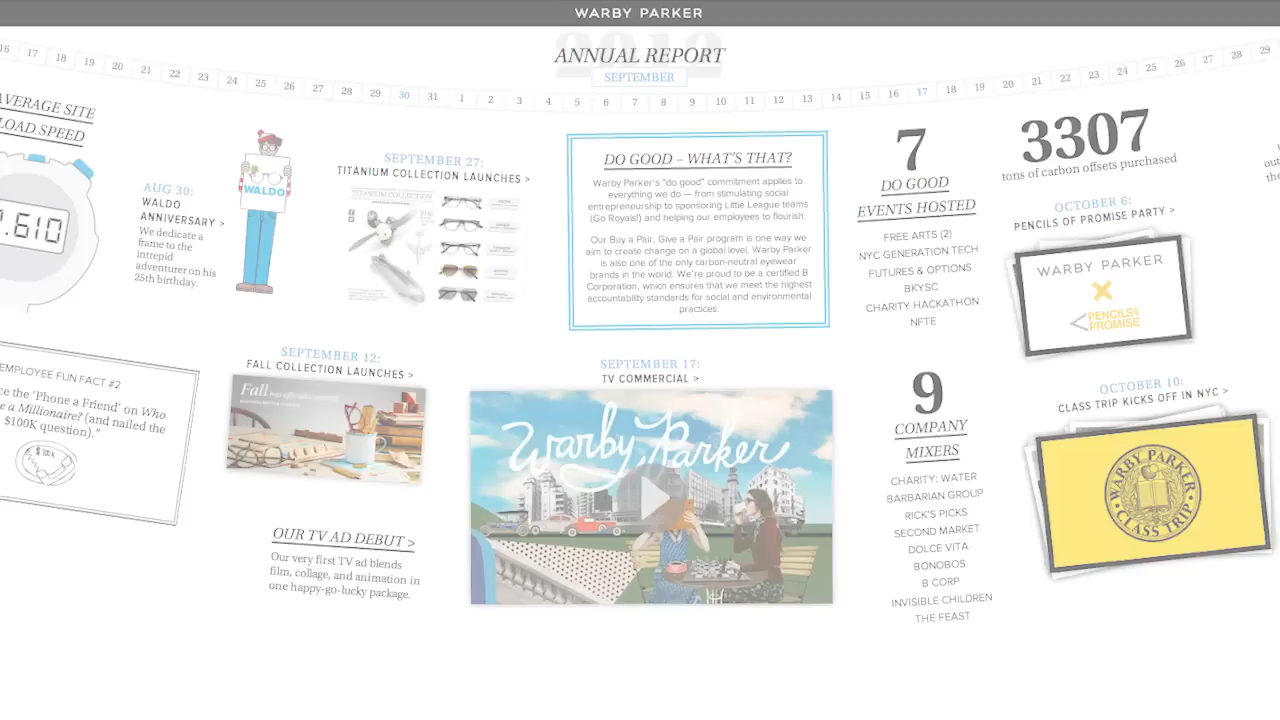 WARBY PARKER
ANNUAL REPORT
SEPTEMBER
16 17 18 19 20 21 22 23 24 25 26 27 28 29 30 31 1 2 3 4 5 6 7 8 9 10 11 12 13 14 15 16 17 18 19 20 21 22 23 24 25 26 27 28 29
AVERAGE SITE
LOAD SPEED
.610
AUG 30:
WALDO
ANNIVERSARY >
We dedicate a
frame to the
intrepid
adventurer on his
25th birthday.
WALDO
SEPTEMBER 27:
TITANIUM COLLECTION LAUNCHES >
TITANIUM COLLECTION
DO GOOD – WHAT'S THAT?
Warby Parker's "do good" commitment applies to
everything we do — from stimulating social
entrepreneurship to sponsoring Little League teams
(Go Royals!) and helping our employees to flourish.
Our Buy a Pair, Give a Pair program is one way we
aim to create change on a global level. Warby Parker
is also one of the only carbon-neutral eyewear
brands in the world. We're proud to be a certified B
Corporation, which ensures that we meet the highest
accountability standards for social and environmental
practices.
7
DO GOOD
EVENTS HOSTED
FREE ARTS (2)
NYC GENERATION TECH
FUTURES & OPTIONS
BKYSC
CHARITY HACKATHON
NFTE
3307
tons of carbon offsets purchased
OCTOBER 6:
PENCILS OF PROMISE PARTY >
WARBY PARKER
PENCILS OF
PROMISE
EMPLOYEE FUN FACT #2
ce the 'Phone a Friend' on Who
e a Millionaire? (and nailed the
$100K question)."
$100K
SEPTEMBER 12:
FALL COLLECTION LAUNCHES >
Fall
OUR TV AD DEBUT >
Our very first TV ad blends
film, collage, and animation in
one happy-go-lucky package.
SEPTEMBER 17:
TV COMMERCIAL >
Warby Parker
9
COMPANY
MIXERS
CHARITY: WATER
BARBARIAN GROUP
RICK'S PICKS
SECOND MARKET
DOLCE VITA
BONOBOS
B CORP
INVISIBLE CHILDREN
THE FEAST
OCTOBER 10:
CLASS TRIP KICKS OFF IN NYC >
WARBY PARKER
CLASS TRIP